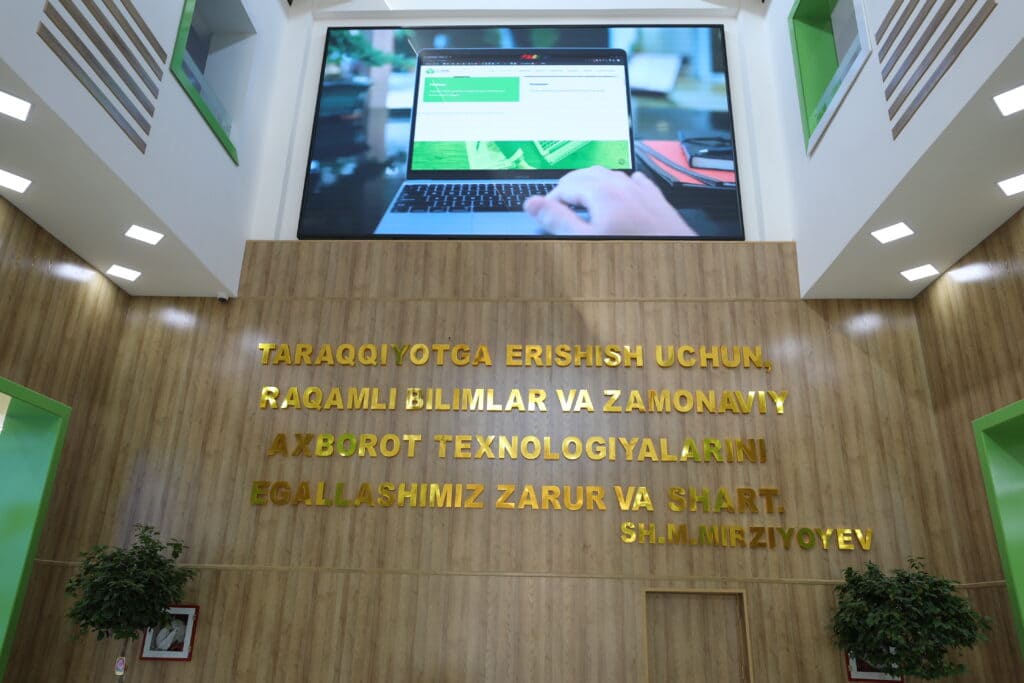 TARAQQIYOTGA ERISHISH UCHUN,
RAQAMLI BILIMLAR VA ZAMONAVIY
AXBOROT TEXNOLOGIYALARINI
EGALLASHIMIZ ZARUR VA SHART.
SH.M.MIRZIYOYEV